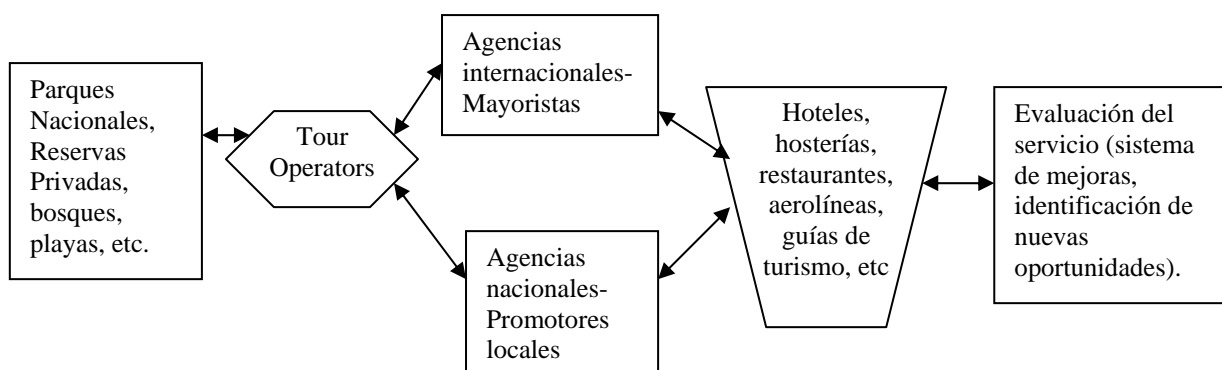 Parques
Nacionales,
Reservas
Privadas,
bosques,
playas, etc.
Tour
Operators
Agencias
internacionales-
Mayoristas
Agencias
nacionales-
Promotores
locales
Hoteles,
hosterías,
restaurantes,
aerolíneas,
guías de
turismo, etc
Evaluación del
servicio (sistema
de mejoras,
identificación de
nuevas
oportunidades).